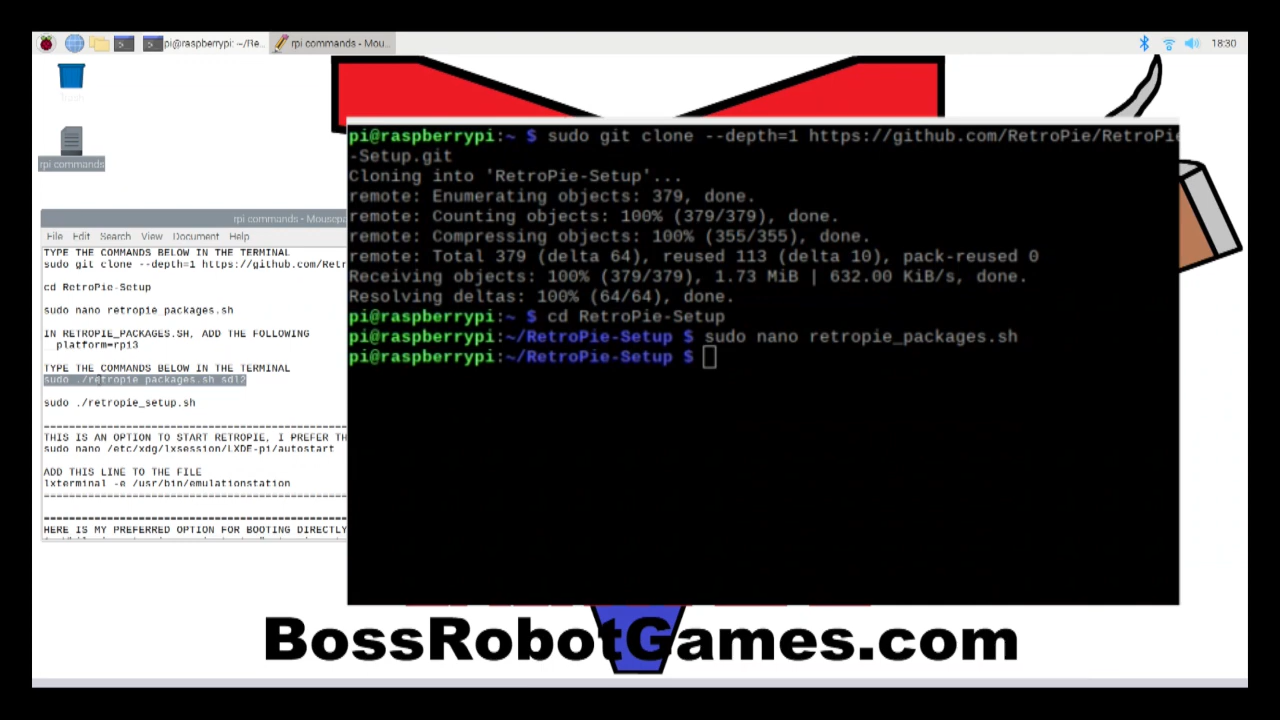 pi@raspberrypi: ~/Re...
rpi commands - Mou...
18:30
rpi commands
rpi commands - Mousepa
File Edit Search View Document Help
TYPE THE COMMANDS BELOW IN THE TERMINAL
sudo git clone --depth=1 https://github.com/Retr
cd RetroPie-Setup
sudo nano retropie_packages.sh
IN RETROPIE_PACKAGES.SH, ADD THE FOLLOWING
platform=rpi3
TYPE THE COMMANDS BELOW IN THE TERMINAL
sudo ./retropie_packages.sh sdl2
sudo ./retropie_setup.sh
================================================
THIS IS AN OPTION TO START RETROPIE, I PREFER TH
sudo nano /etc/xdg/lxsession/LXDE-pi/autostart
ADD THIS LINE TO THE FILE
lxterminal -e /usr/bin/emulationstation
================================================
================================================
HERE IS MY PREFERRED OPTION FOR BOOTING DIRECTLY
pi@raspberrypi:~ $ sudo git clone --depth=1 https://github.com/RetroPie/RetroPie
-Setup.git
Cloning into 'RetroPie-Setup'...
remote: Enumerating objects: 379, done.
remote: Counting objects: 100% (379/379), done.
remote: Compressing objects: 100% (355/355), done.
remote: Total 379 (delta 64), reused 113 (delta 10), pack-reused 0
Receiving objects: 100% (379/379), 1.73 MiB | 632.00 KiB/s, done.
Resolving deltas: 100% (64/64), done.
pi@raspberrypi:~ $ cd RetroPie-Setup
pi@raspberrypi:~/RetroPie-Setup $ sudo nano retropie_packages.sh
pi@raspberrypi:~/RetroPie-Setup $
BossRobotGames.com